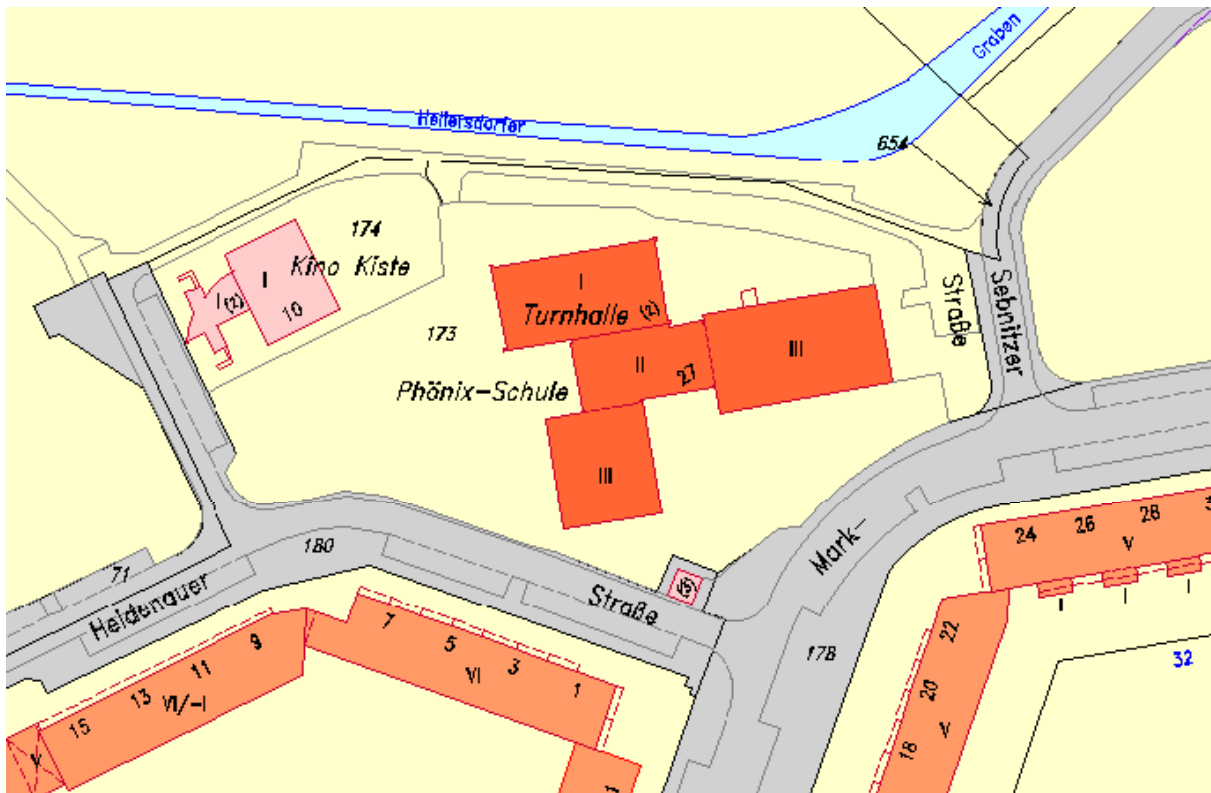 Graben
Hellersdorfer
654
174
Kino Kiste
I
I
(2)
10
I
Turnhalle (2)
173
II
27
III
Phönix-Schule
III
Straße
Sebnitzer
Mark-
24
26
28
V
I
I
I
180
71
Heidenauer
Straße
(S)
7
5
3
1
VI
9
11
13
15
VI/-I
V
178
22
20
18
V
32